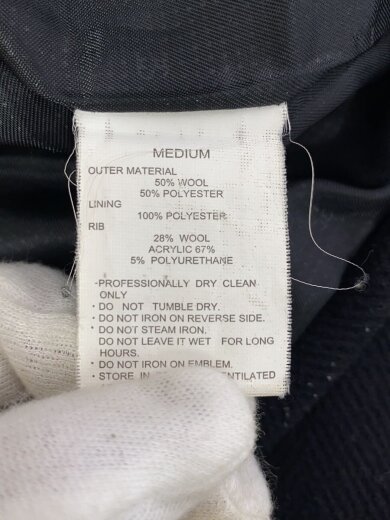 MEDIUM
OUTER MATERIAL
50% WOOL
50% POLYESTER
LINING
100% POLYESTER
RIB
28% WOOL
ACRYLIC 67%
5% POLYURETHANE
-PROFESSIONALLY DRY CLEAN
ONLY
· DO NOT TUMBLE DRY.
· DO NOT IRON ON REVERSE SIDE.
· DO NOT STEAM IRON.
DO NOT LEAVE IT WET FOR LONG
HOURS.
· DO NOT IRON ON EMBLEM.
· STORE IN